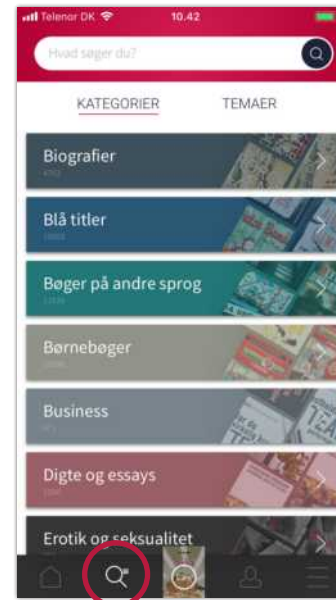 Telenor DK 10.42
Hvad søger du?
KATEGORIER TEMAER
Biografier
Blå titler
Bøger på andre sprog
Børnebøger
Business
Digte og essays
Erotik og seksualitet